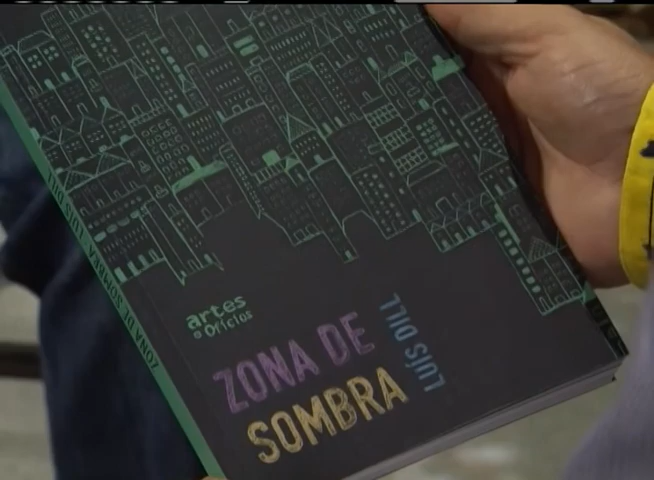 artes
e Ofícios
ZONA DE
SOMBRA
LUÍS DILL
ZONA DE SOMBRA LUÍS DILL